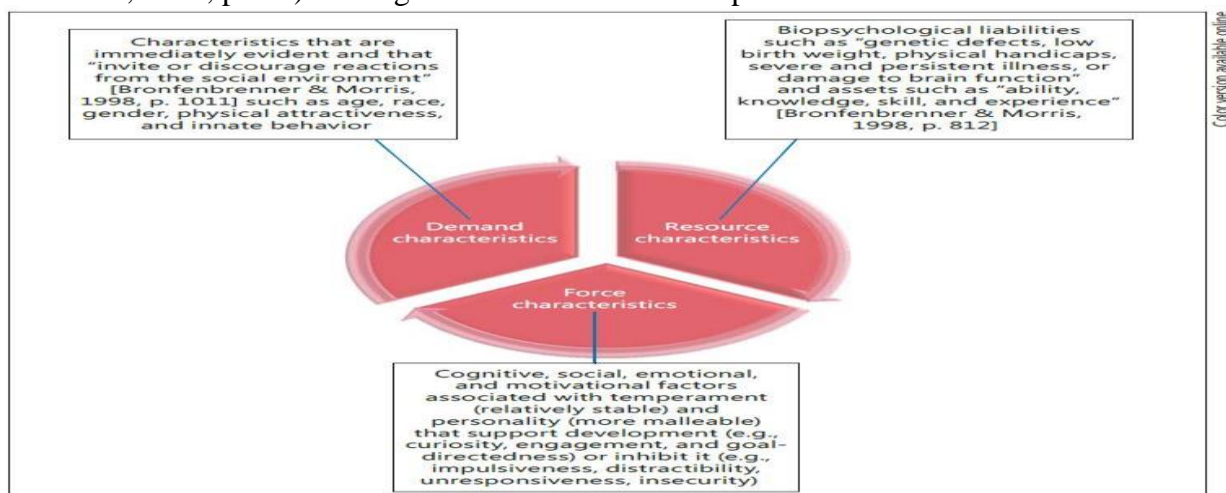 Characteristics that are
immediately evident and that
"invite or discourage reactions
from the social environment"
[Bronfenbrenner & Morris,
1998, p. 1011] such as age, race,
gender, physical attractiveness,
and innate behavior
Biopsychological liabilities
such as "genetic defects, low
birth weight, physical handicaps,
severe and persistent illness, or
damage to brain function"
and assets such as "ability,
knowledge, skill, and experience"
[Bronfenbrenner & Morris,
1998, p. 812]
Color version available online
Demand
characteristics
Resource
characteristics
Force
characteristics
Cognitive, social, emotional,
and motivational factors
associated with temperament
(relatively stable) and
personality (more malleable)
that support development (e.g.,
curiosity, engagement, and goal-
directedness) or inhibit it (e.g.,
impulsiveness, distractibility,
unresponsiveness, insecurity)